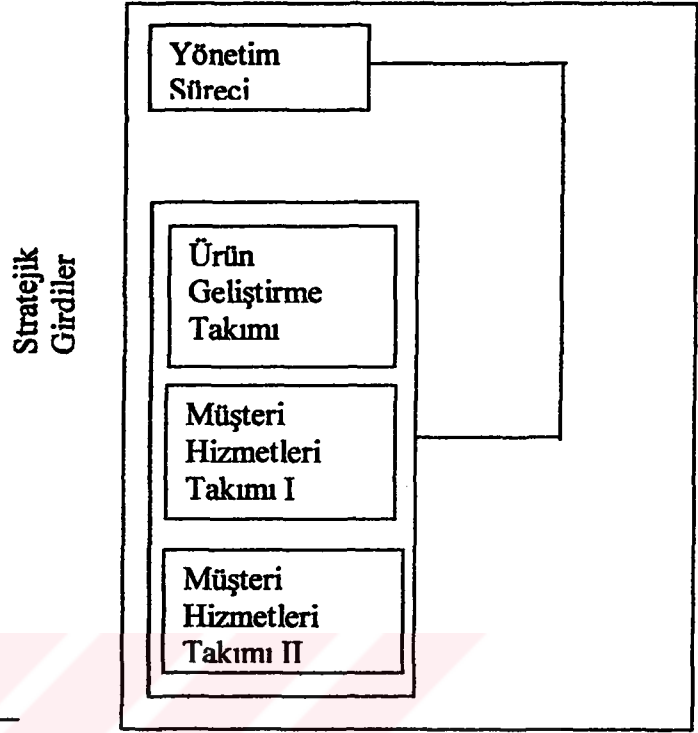 Yönetim
Süreci
Stratejik
Girdiler
Ürün
Geliştirme
Takımı
Müşteri
Hizmetleri
Takımı I
Müşteri
Hizmetleri
Takımı II